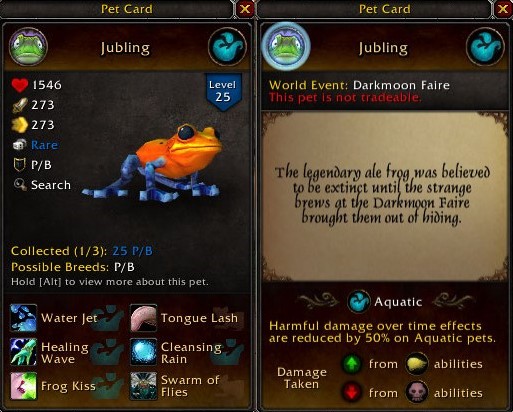 Pet Card
Jubling
1546
273
273
Rare
P/B
Search
Level
25
Collected (1/3): 25 P/B
Possible Breeds: P/B
Hold [Alt] to view more about this pet.
Water Jet
Tongue Lash
Healing
Wave
Cleansing
Rain
Frog Kiss
Swarm of
Flies
Pet Card
Jubling
World Event: Darkmoon Faire
This pet is not tradeable.
The legendary ale frog was believed
to be extinct until the strange
brews at the Darkmoon Faire
brought them out of hiding.
Aquatic
Harmful damage over time effects
are reduced by 50% on Aquatic pets.
Damage
Taken
from abilities
from abilities